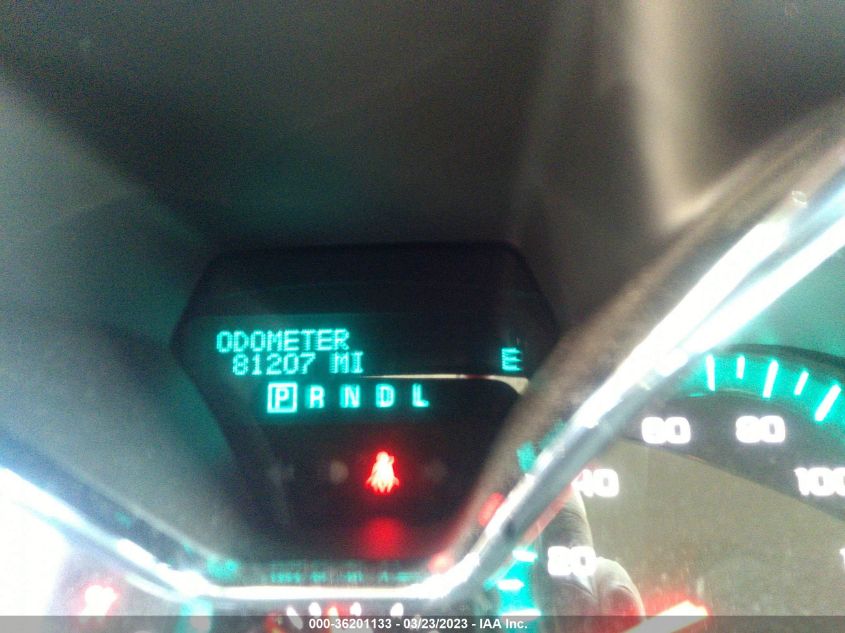 ODOMETER
81207 MI
E
P R N D L
60 80
40 100
20
000-36201133 - 03/23/2023 - IAA Inc.